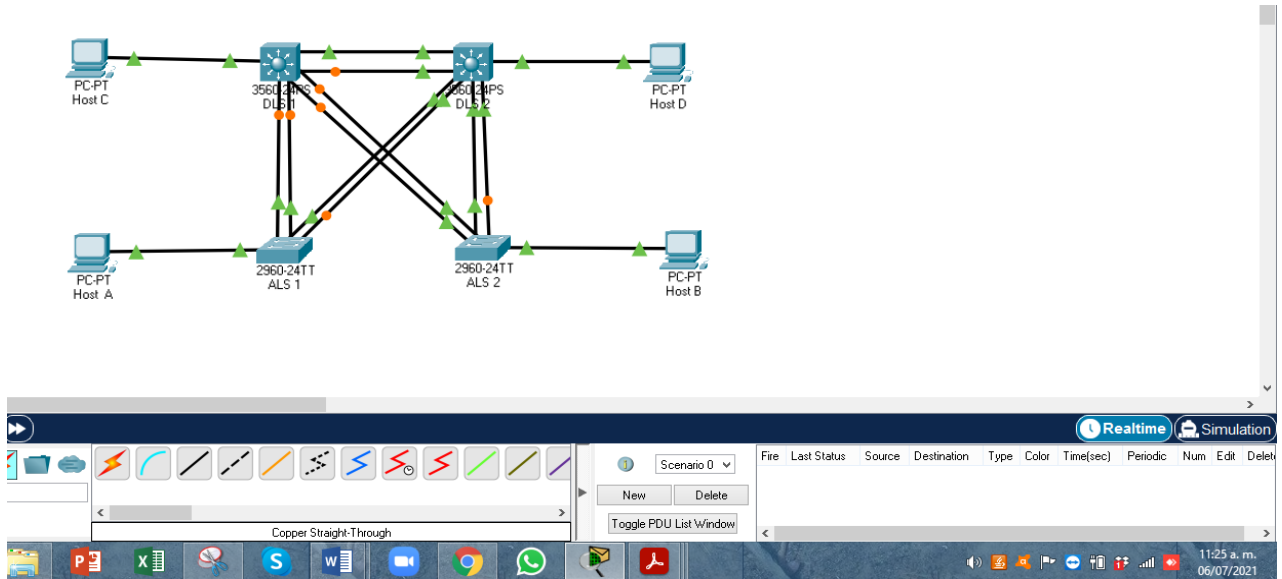 PC-PT
Host C
3560-24PS
DLS 1
3560-24PS
DLS 2
PC-PT
Host D
PC-PT
Host A
2960-24TT
ALS 1
2960-24TT
ALS 2
PC-PT
Host B
Realtime
Simulation
Scenario 0
New
Delete
Toggle PDU List Window
Fire Last Status Source Destination Type Color Time(sec) Periodic Num Edit Delet
Copper Straight-Through
11:25 a. m.
06/07/2021